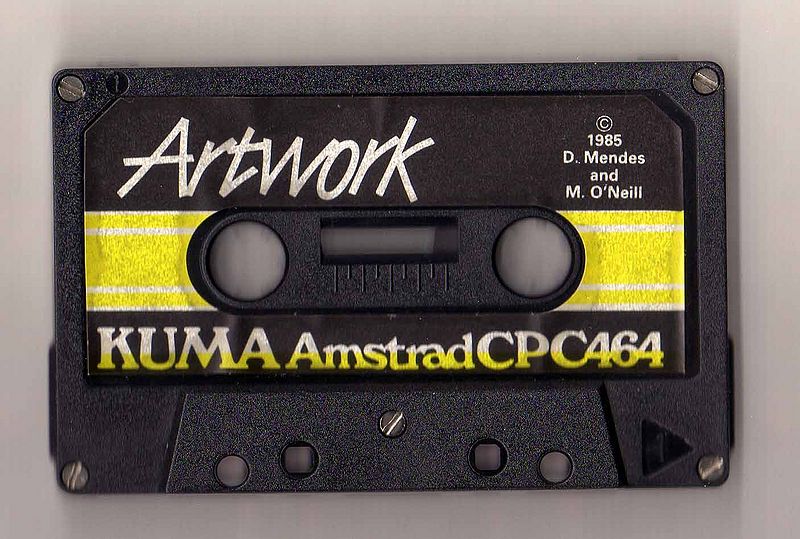 Artwork
©
1985
D. Mendes
and
M. O'Neill
KUMA Amstrad CPC464